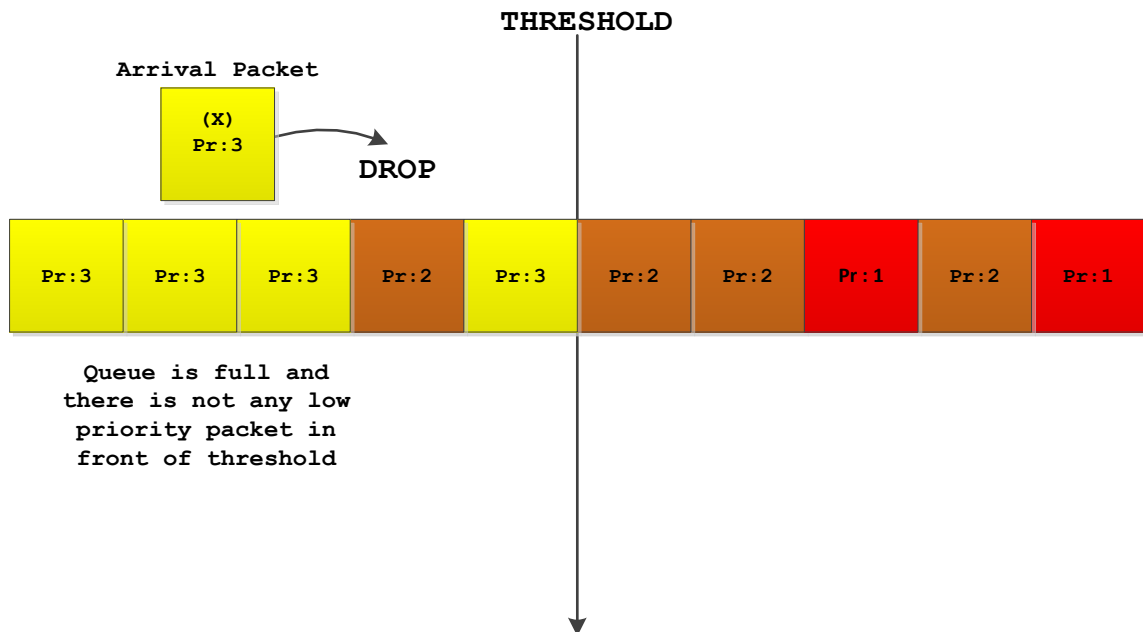 THRESHOLD
Arrival Packet
(X)
Pr:3
DROP
Pr:3 Pr:3 Pr:3 Pr:2 Pr:3 Pr:2 Pr:2 Pr:1 Pr:2 Pr:1
Queue is full and
there is not any low
priority packet in
front of threshold